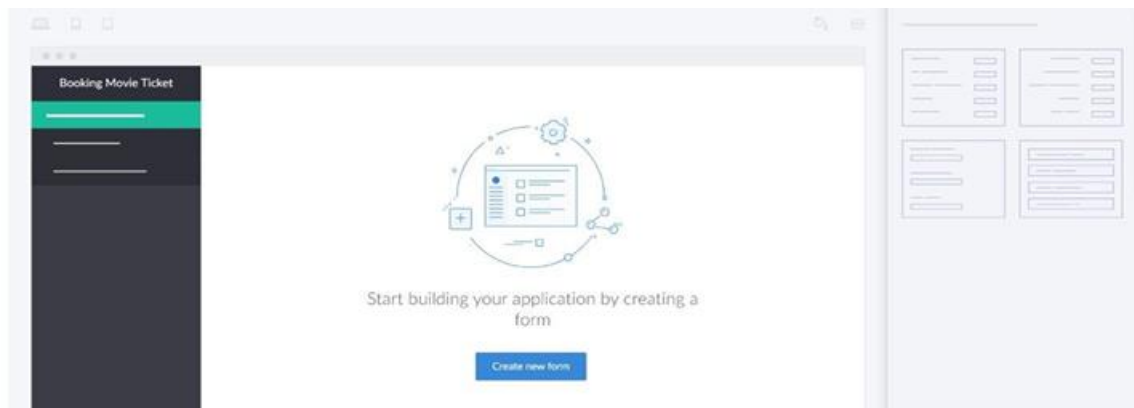 Booking Movie Ticket
Start building your application by creating a
form
Create new form